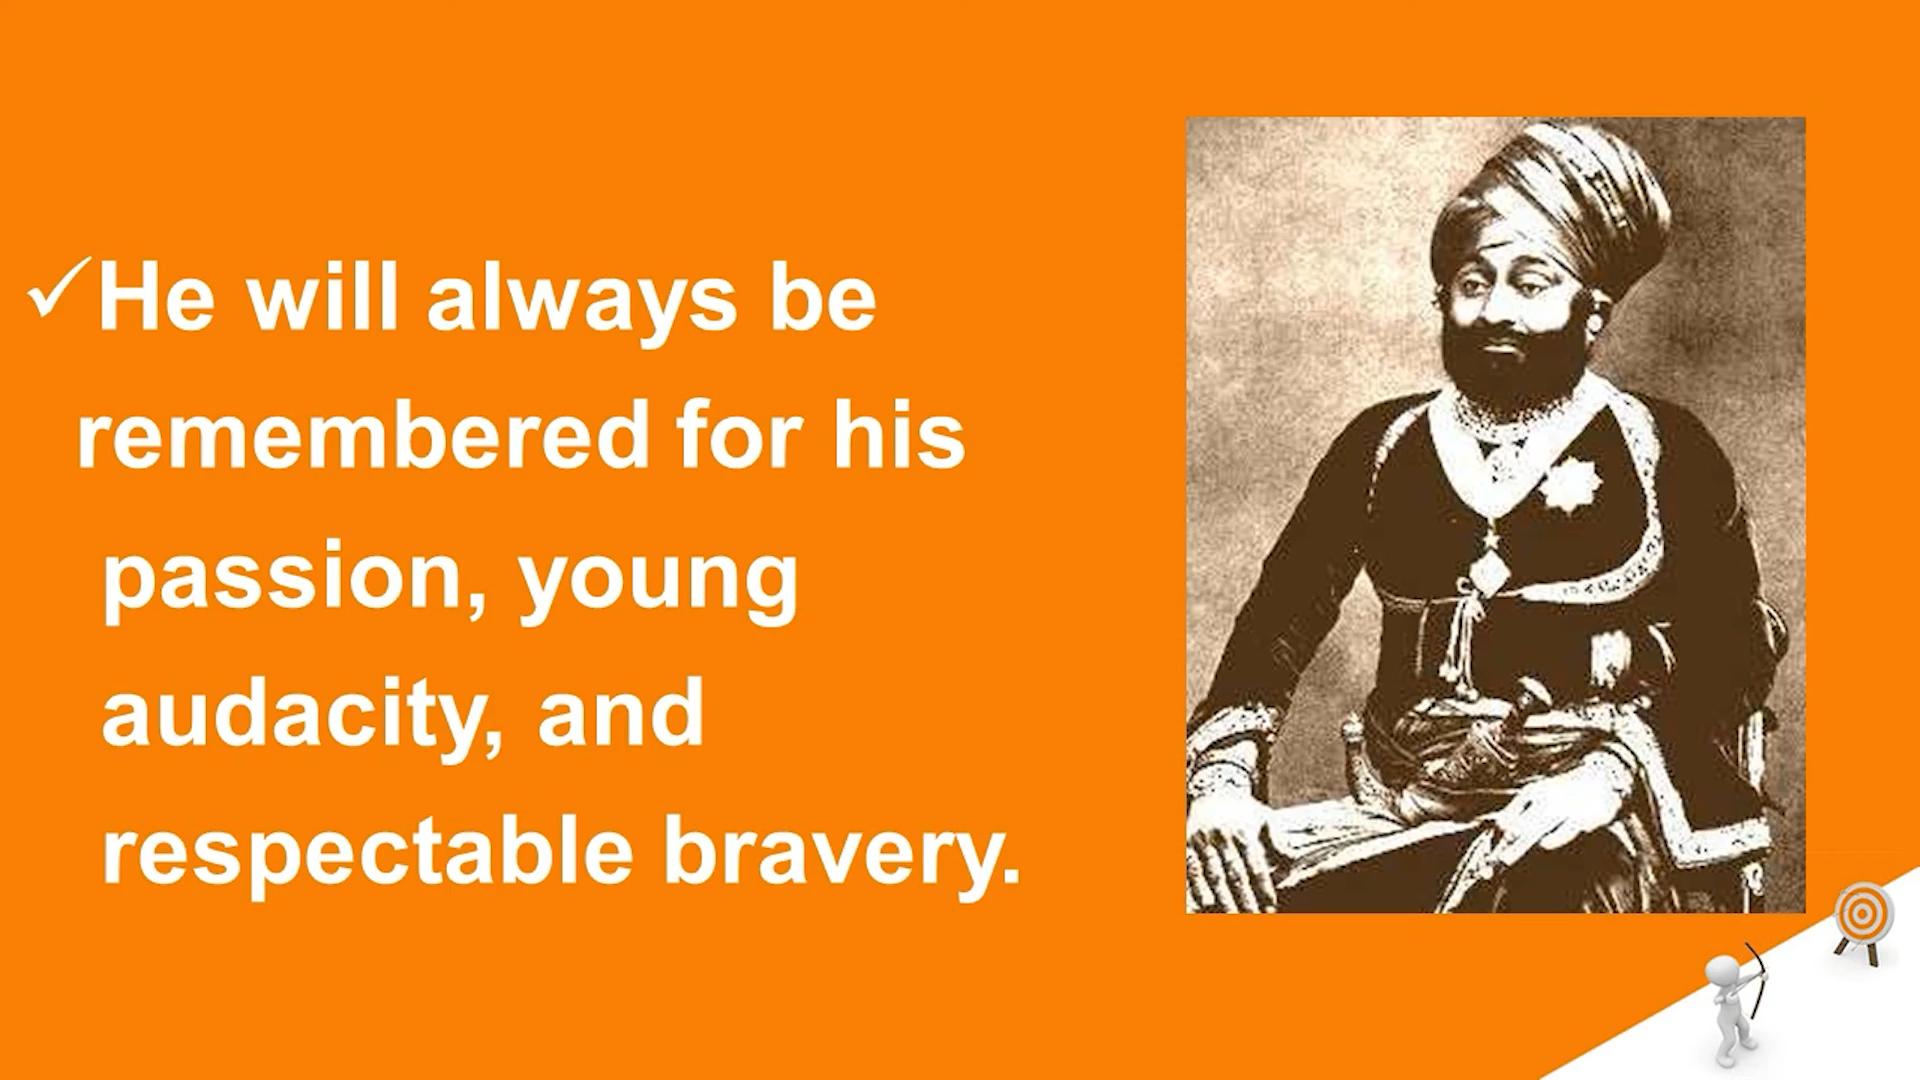 ✓He will always be
remembered for his
passion, young
audacity, and
respectable bravery.